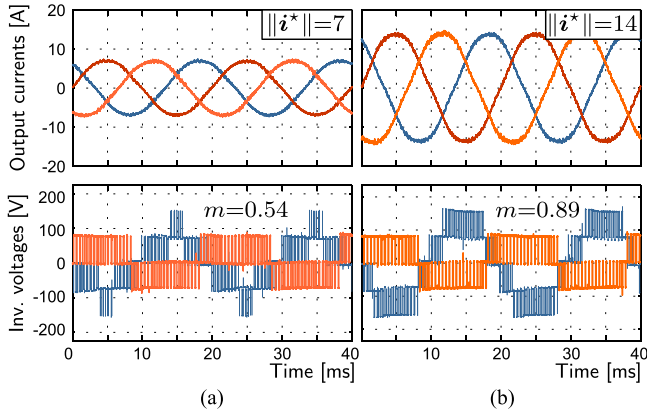 Output currents [A]
20
10
0
-10
-20
‖i⋆‖=7
‖i⋆‖=14
Inv. voltages [V]
200
100
0
-100
-200
m=0.54
m=0.89
0 10 20 30 40
Time [ms]
10 20 30 40
Time [ms]
(a)
(b)